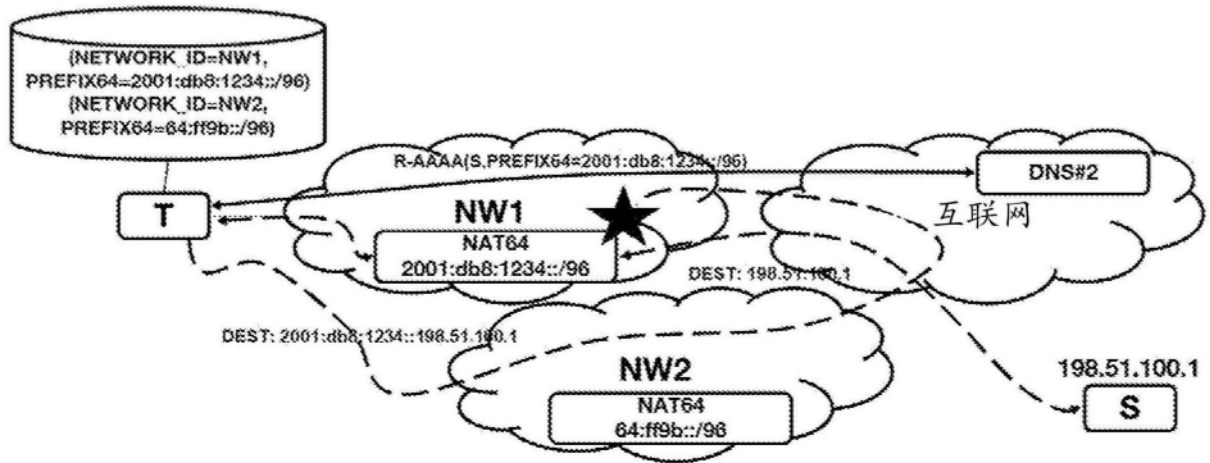 (NETWORK_ID=NW1,
PREFIX64=2001:db8:1234::/96)
(NETWORK_ID=NW2,
PREFIX64=64:ff9b::/96)
R-AAAA(S,PREFIX64=2001:db8:1234::/96)
DNS#2
T
NW1
互联网
NAT64
2001:db8:1234::/96
DEST: 198.51.100.1
DEST: 2001:db8:1234::198.51.100.1
NW2
198.51.100.1
NAT64
64:ff9b::/96
S